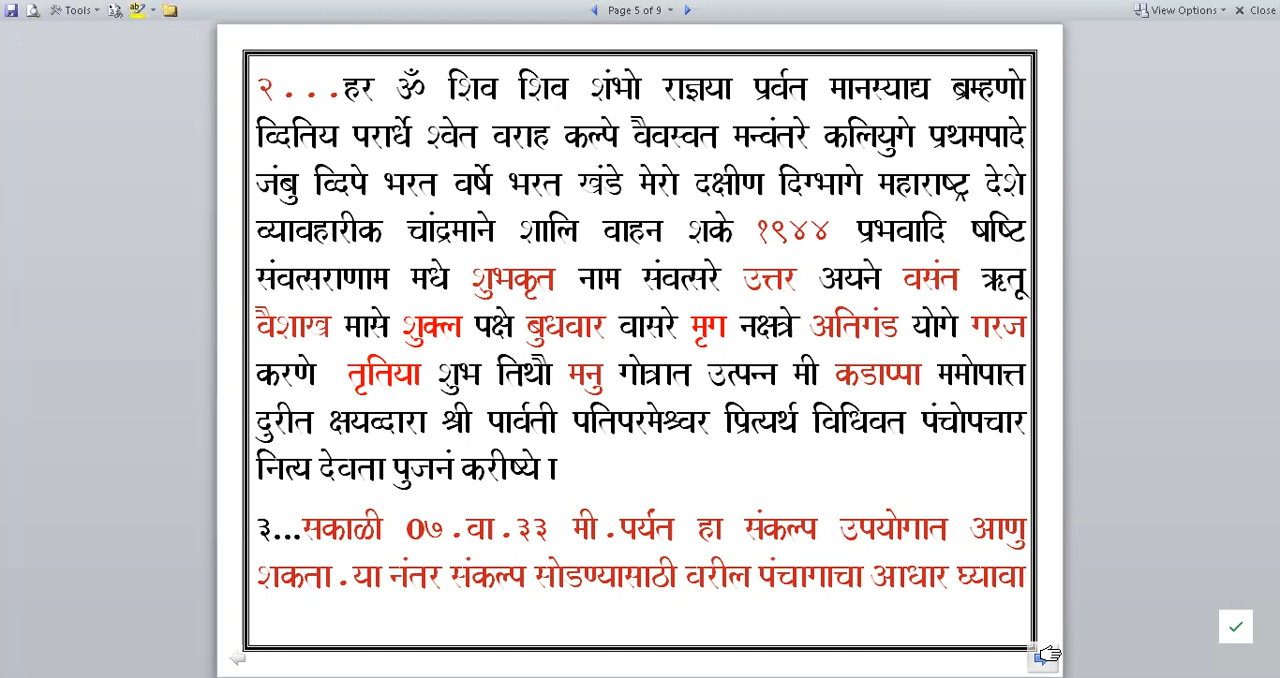 Tools
Page 5 of 9
View Options
Close
२...हर ॐ शिव शिव शंभो राज्ञया प्रर्वत मानस्याद्य ब्रम्हणो
व्दितिय परार्धे श्वेत वराह कल्पे वैवस्वत मन्वंतरे कलियुगे प्रथमपादे
जंबु व्दिपे भरत वर्षे भरत खंडे मेरो दक्षीण दिग्भागे महाराष्ट्र देशे
व्यावहारीक चांद्रमाने शालि वाहन शके १९४४ प्रभवादि षष्टि
संवत्सराणाम मधे शुभकृत नाम संवत्सरे उत्तर अयने वसंत ऋतू
वैशाख मासे शुक्ल पक्षे बुधवार वासरे मृग नक्षत्रे अतिगंड योगे गरज
करणे तृतिया शुभ तिथौ मनु गोत्रात उत्पन्न मी कडाप्पा ममोपात्त
दुरीत क्षयव्दारा श्री पार्वती पतिपरमेश्वर प्रित्यर्थ विधिवत पंचोपचार
नित्य देवता पुजनं करीष्ये।
३...सकाळी 0७.वा.३३ मी.पर्यंत हा संकल्प उपयोगात आणु
शकता.या नंतर संकल्प सोडण्यासाठी वरील पंचागाचा आधार घ्यावा